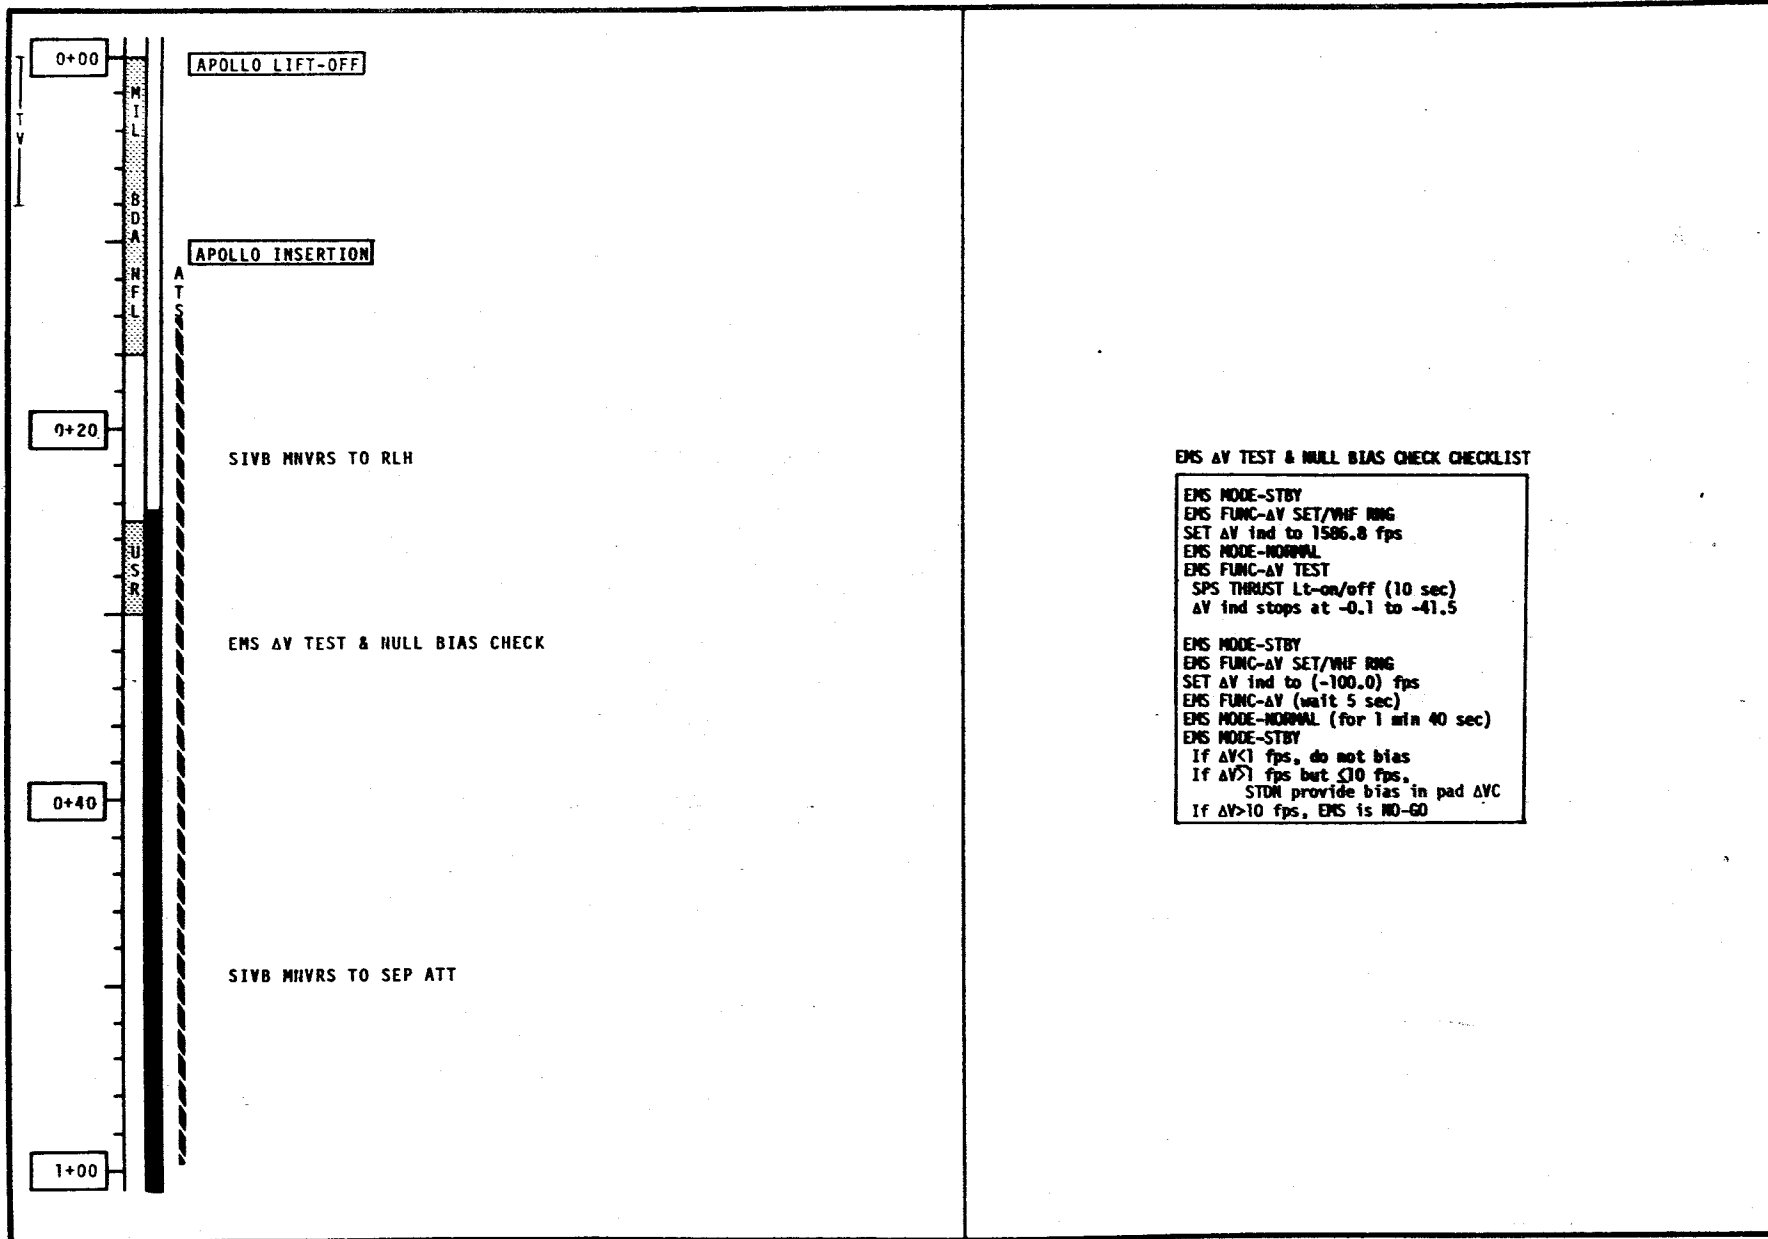 0+00
APOLLO LIFT-OFF
TV
MIL
BDA
HFL
APOLLO INSERTION
ATS
0+20
SIVB MNVRS TO RLH
USR
EMS ΔV TEST & NULL BIAS CHECK
0+40
SIVB MNVRS TO SEP ATT
1+00
EMS ΔV TEST & NULL BIAS CHECK CHECKLIST
EMS MODE-STBY
EMS FUNC-ΔV SET/VHF RNG
SET ΔV ind to 1586.8 fps
EMS MODE-NORMAL
EMS FUNC-ΔV TEST
SPS THRUST Lt-on/off (10 sec)
ΔV ind stops at -0.1 to -41.5
EMS MODE-STBY
EMS FUNC-ΔV SET/VHF RNG
SET ΔV ind to (-100.0) fps
EMS FUNC-ΔV (wait 5 sec)
EMS MODE-NORMAL (for 1 min 40 sec)
EMS MODE-STBY
If ΔV<1 fps, do not bias
If ΔV>1 fps but ≤10 fps,
STDN provide bias in pad ΔVC
If ΔV>10 fps, EMS is NO-GO